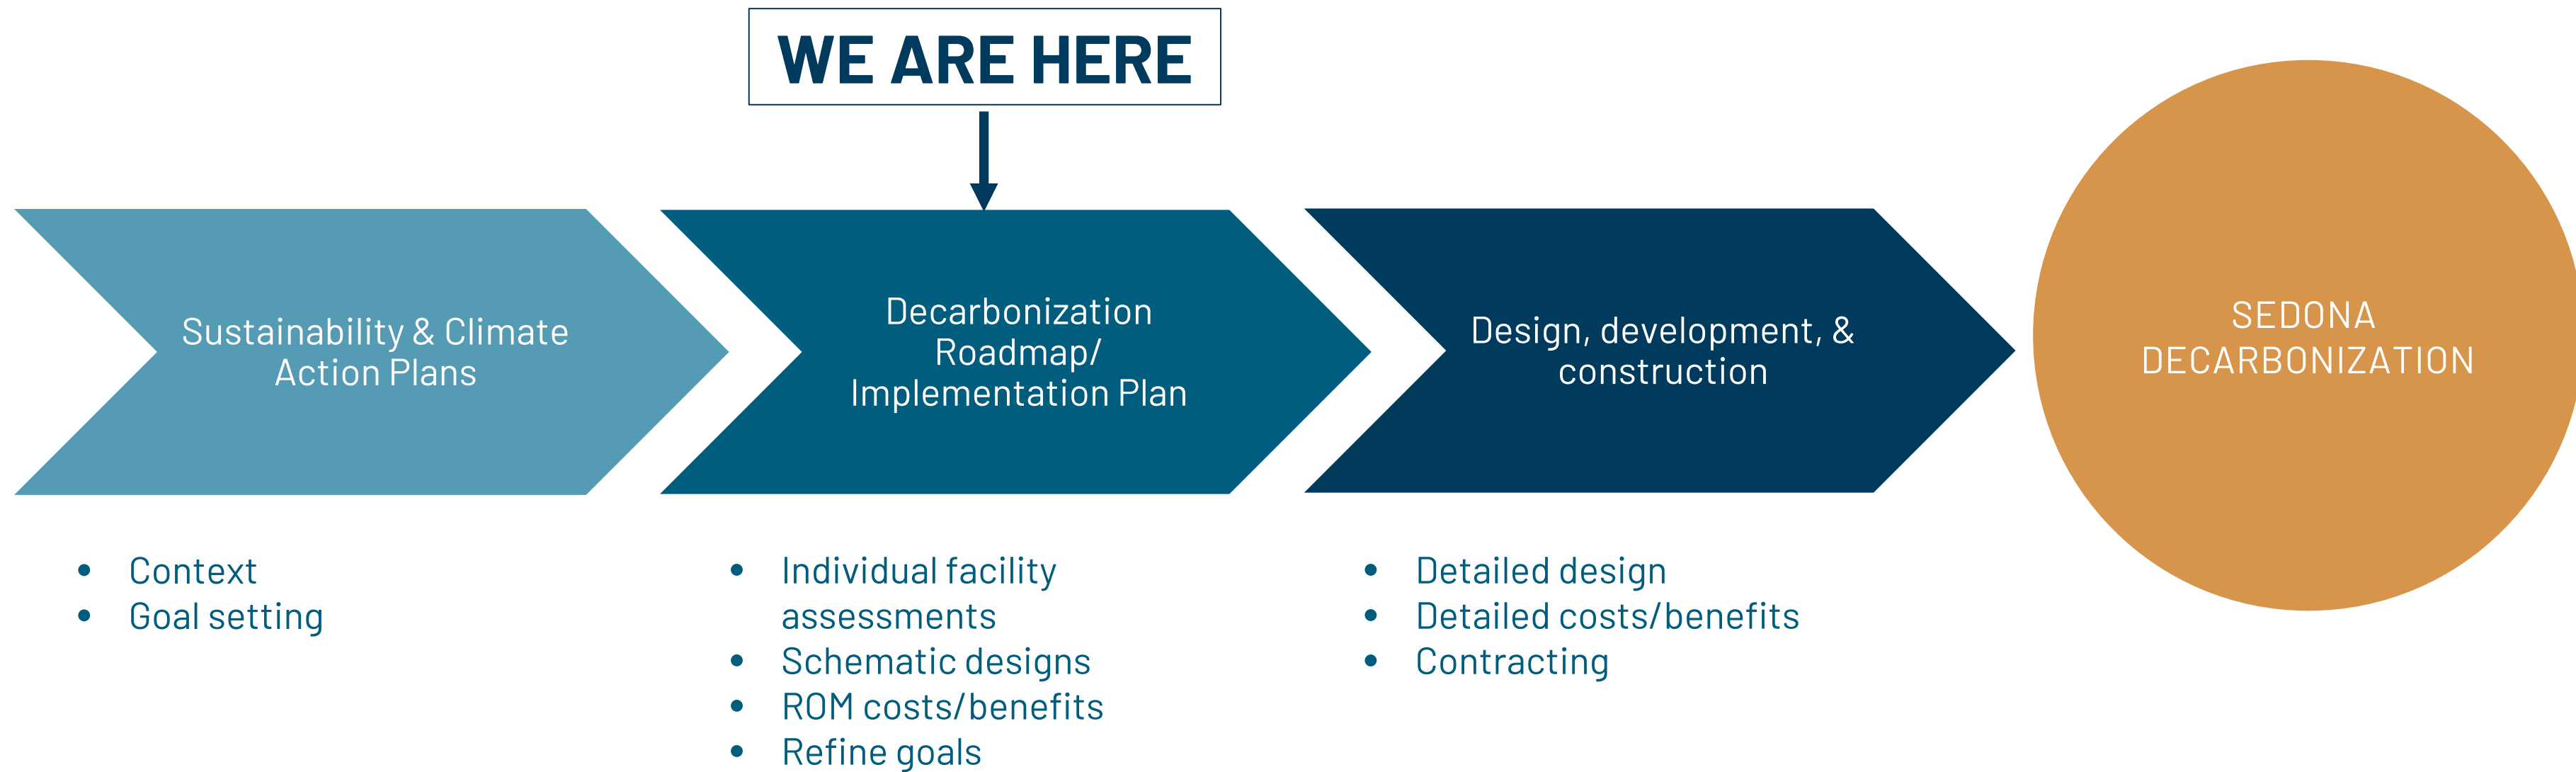 WE ARE HERE
Sustainability & Climate
Action Plans
Decarbonization
Roadmap/
Implementation Plan
Design, development, &
construction
SEDONA
DECARBONIZATION
• Context
• Goal setting
• Individual facility
assessments
• Schematic designs
• ROM costs/benefits
• Refine goals
• Detailed design
• Detailed costs/benefits
• Contracting